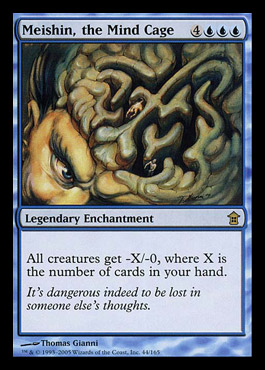 Meishin, the Mind Cage 4
Legendary Enchantment
All creatures get -X/-0, where X is
the number of cards in your hand.
It's dangerous indeed to be lost in
someone else's thoughts.
Thomas Gianni
™ & © 1993-2005 Wizards of the Coast, Inc. 44/165